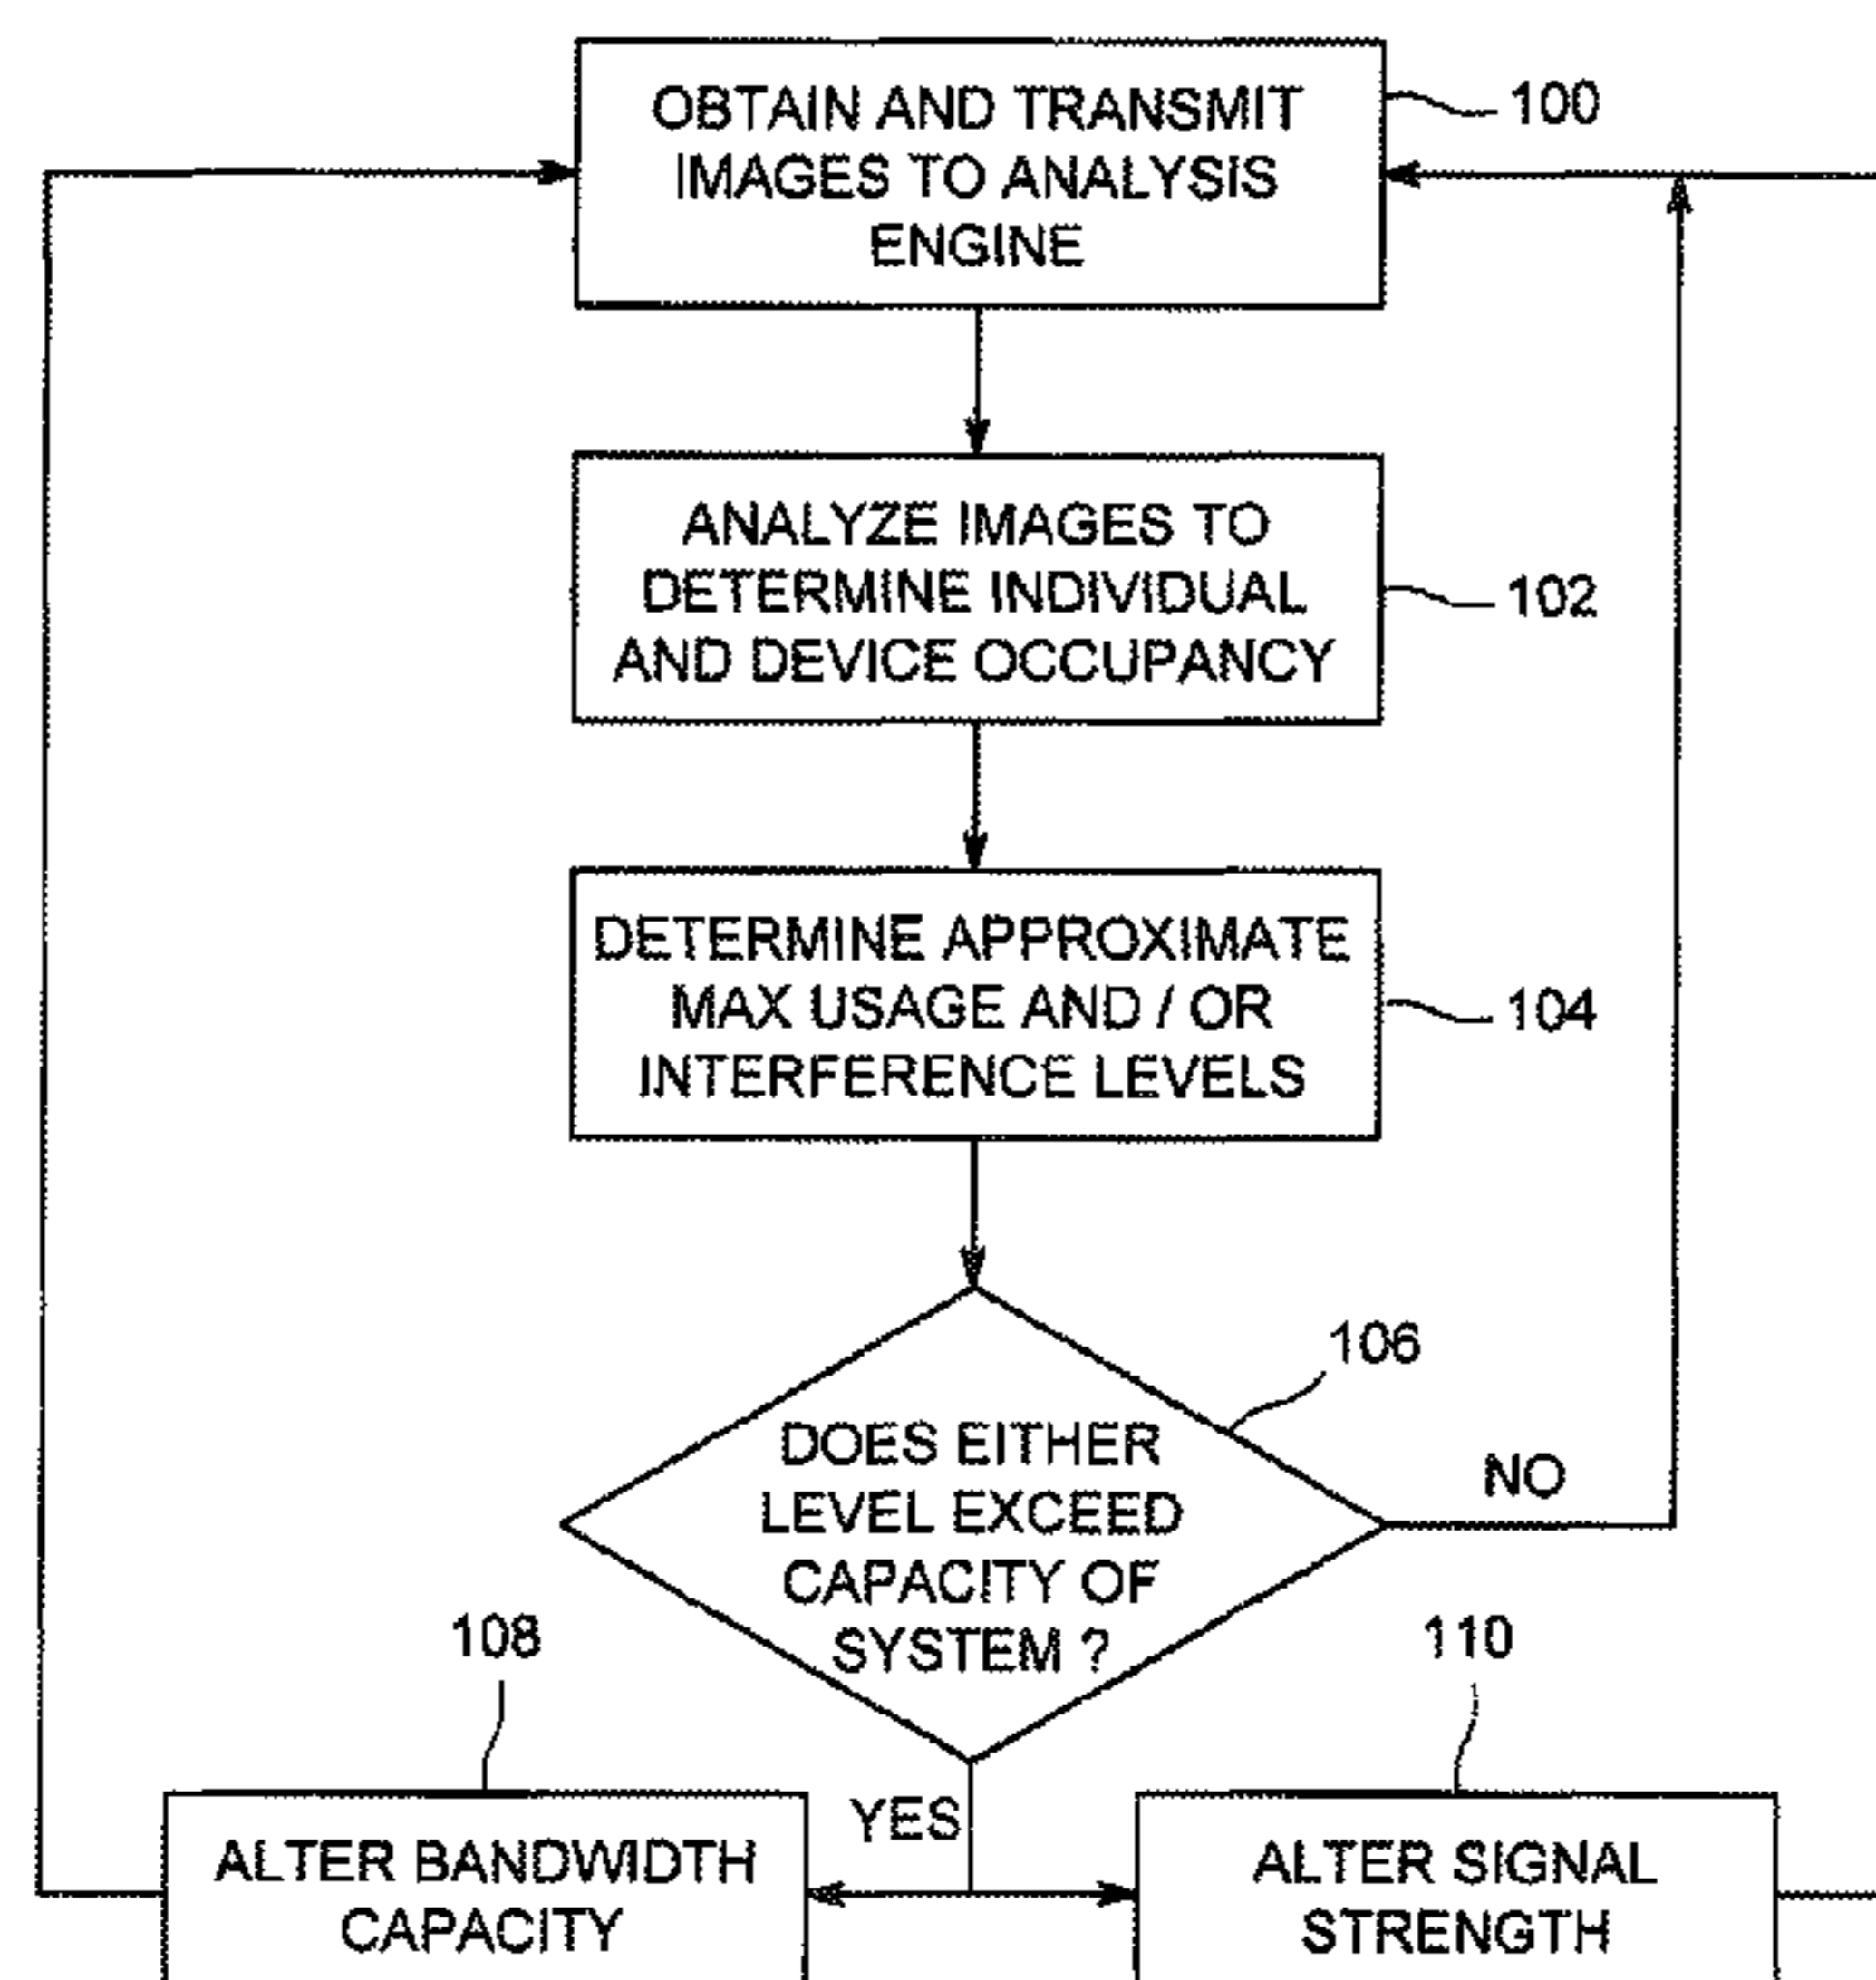 OBTAIN AND TRANSMIT
IMAGES TO ANALYSIS
ENGINE
100
ANALYZE IMAGES TO
DETERMINE INDIVIDUAL
AND DEVICE OCCUPANCY
102
DETERMINE APPROXIMATE
MAX USAGE AND / OR
INTERFERENCE LEVELS
104
106
DOES EITHER
LEVEL EXCEED
CAPACITY OF
SYSTEM ?
NO
YES
108
ALTER BANDWIDTH
CAPACITY
110
ALTER SIGNAL
STRENGTH